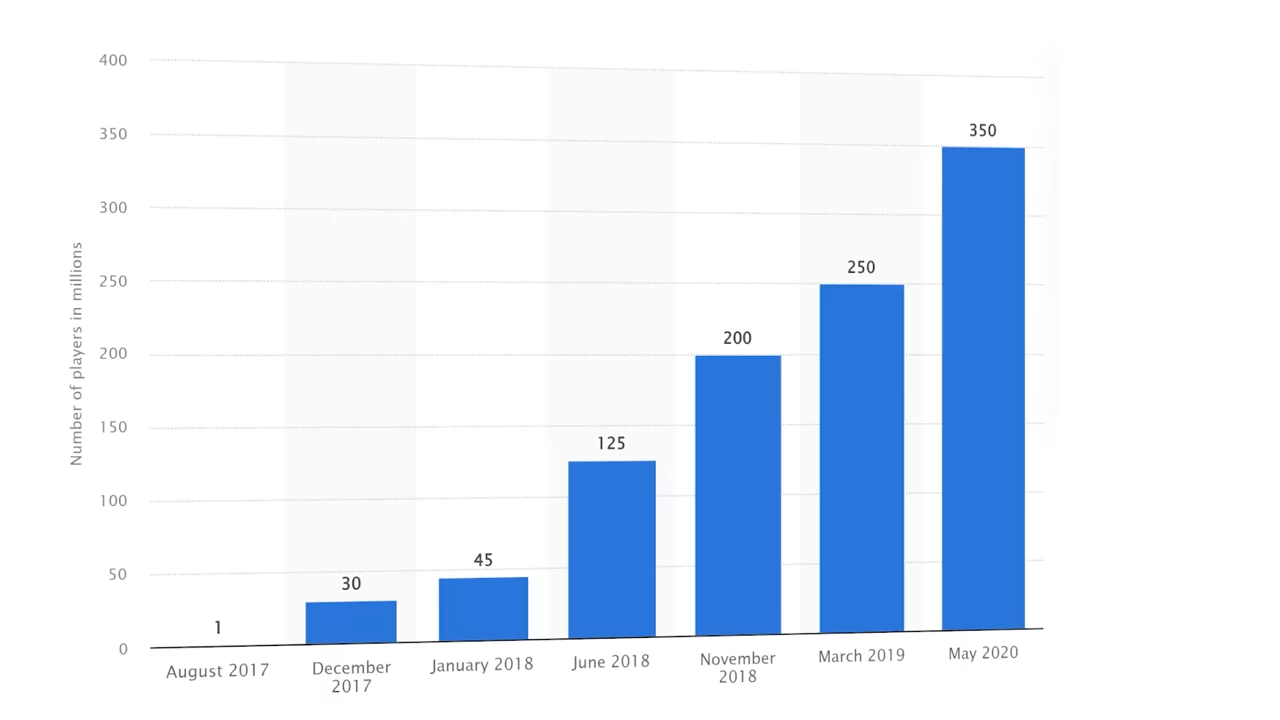 400
350
300
250
200
150
100
50
0
Number of players in millions
1
30
45
125
200
250
350
August 2017
December
2017
January 2018
June 2018
November
2018
March 2019
May 2020